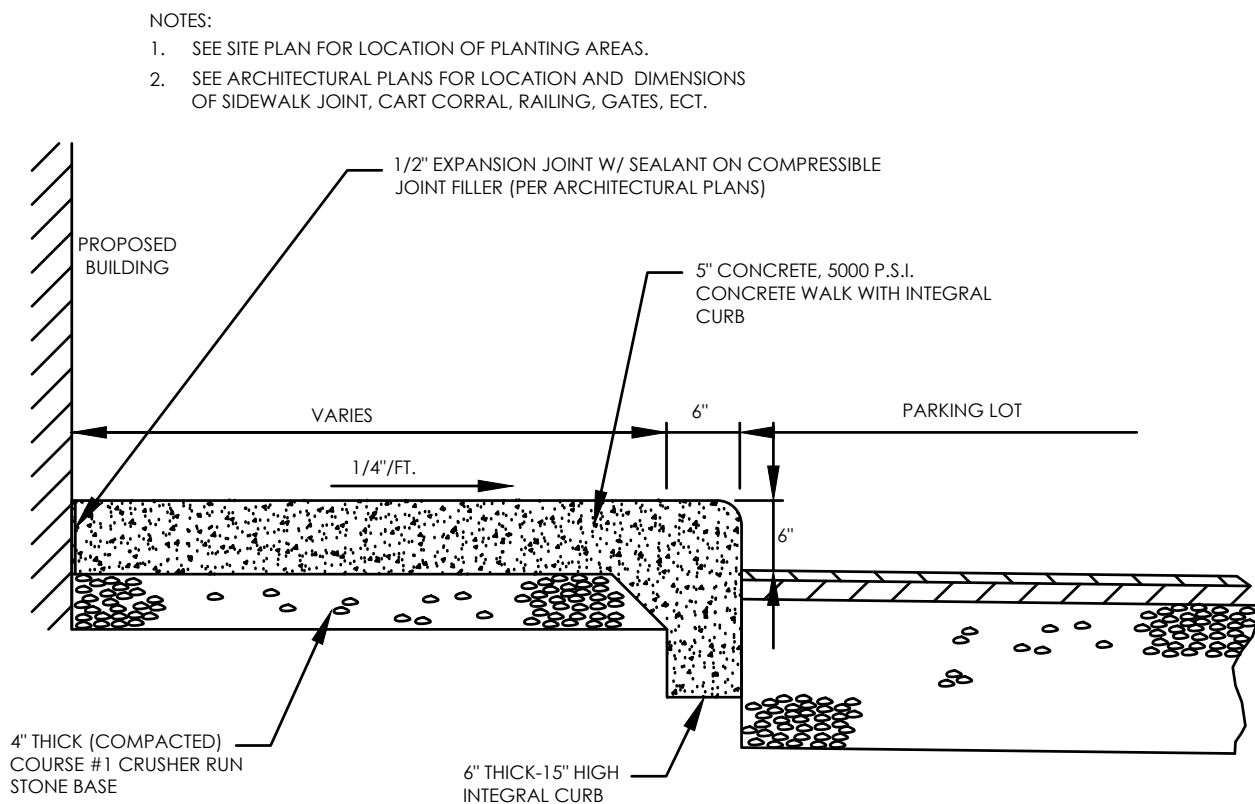 NOTES:
1. SEE SITE PLAN FOR LOCATION OF PLANTING AREAS.
2. SEE ARCHITECTURAL PLANS FOR LOCATION AND DIMENSIONS
OF SIDEWALK JOINT, CART CORRAL, RAILING, GATES, ECT.
1/2" EXPANSION JOINT W/ SEALANT ON COMPRESSIBLE
JOINT FILLER (PER ARCHITECTURAL PLANS)
PROPOSED
BUILDING
5" CONCRETE, 5000 P.S.I.
CONCRETE WALK WITH INTEGRAL
CURB
VARIES
6"
PARKING LOT
1/4"/FT.
6"
4" THICK (COMPACTED)
COURSE #1 CRUSHER RUN
STONE BASE
6" THICK-15" HIGH
INTEGRAL CURB